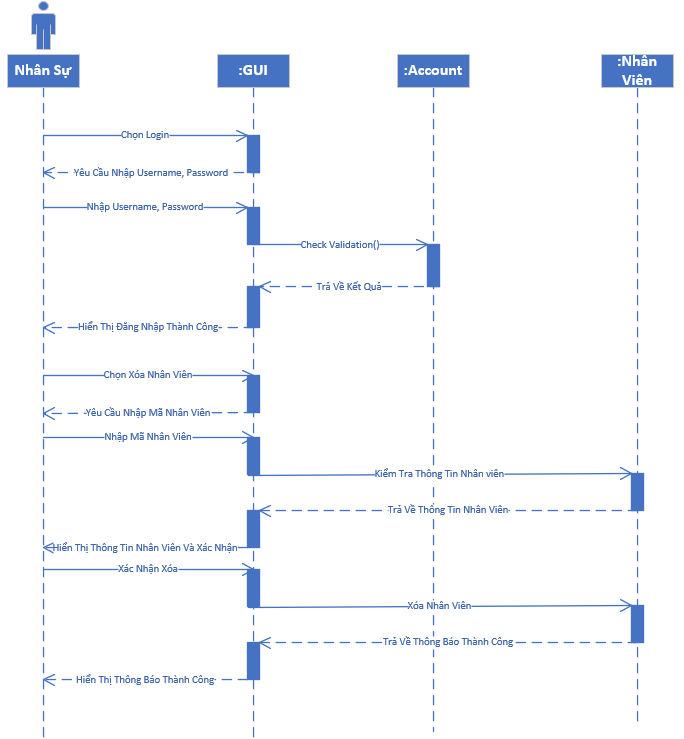 Nhân Sự
:GUI
:Account
:Nhân
Viên
Chọn Login
Yêu Cầu Nhập Username, Password
Nhập Username, Password
Check Validation()
Trả Về Kết Quả
Hiển Thị Đăng Nhập Thành Công
Chọn Xóa Nhân Viên
Yêu Cầu Nhập Mã Nhân Viên
Nhập Mã Nhân Viên
Kiểm Tra Thông Tin Nhân viên
Trả Về Thông Tin Nhân Viên
Hiển Thị Thông Tin Nhân Viên Và Xác Nhận
Xác Nhận Xóa
Xóa Nhân Viên
Trả Về Thông Báo Thành Công
Hiển Thị Thông Báo Thành Công